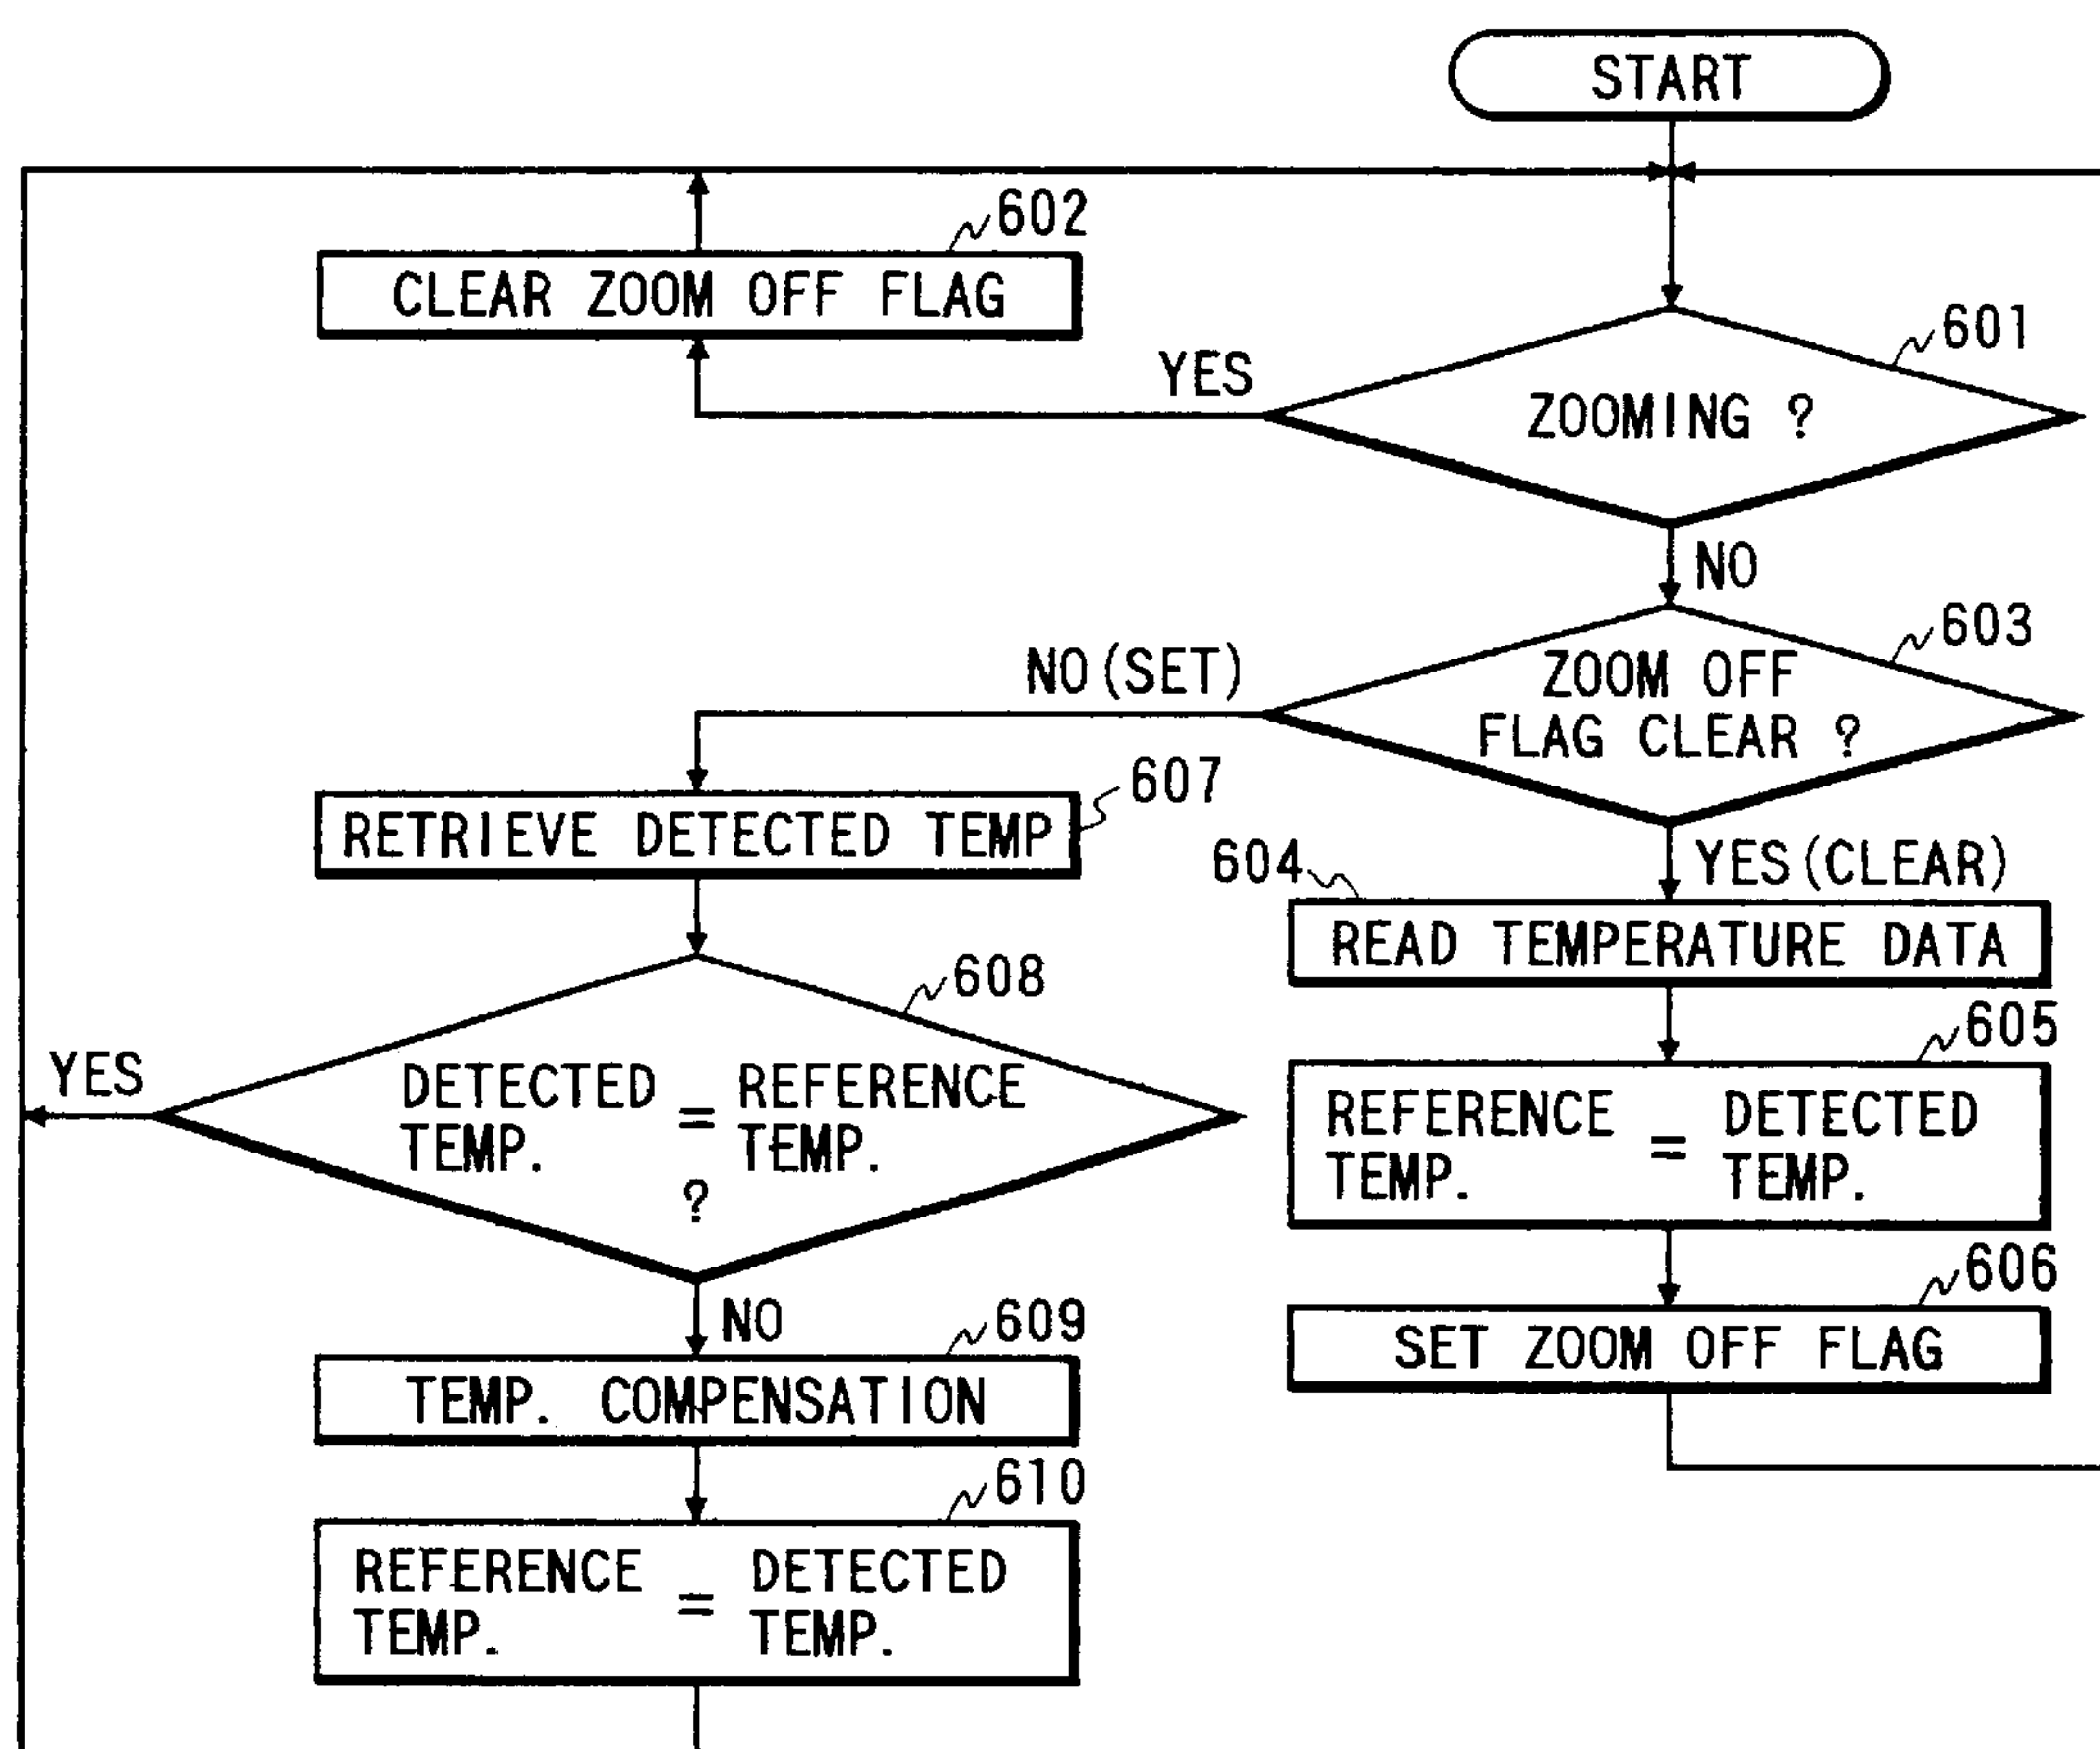 START
602
CLEAR ZOOM OFF FLAG
601
YES
ZOOMING ?
NO
603
NO(SET)
ZOOM OFF
FLAG CLEAR ?
607
RETRIEVE DETECTED TEMP
604
YES(CLEAR)
READ TEMPERATURE DATA
608
605
YES
DETECTED TEMP. = REFERENCE TEMP.
?
REFERENCE TEMP. = DETECTED TEMP.
606
NO
609
SET ZOOM OFF FLAG
TEMP. COMPENSATION
610
REFERENCE TEMP. = DETECTED TEMP.